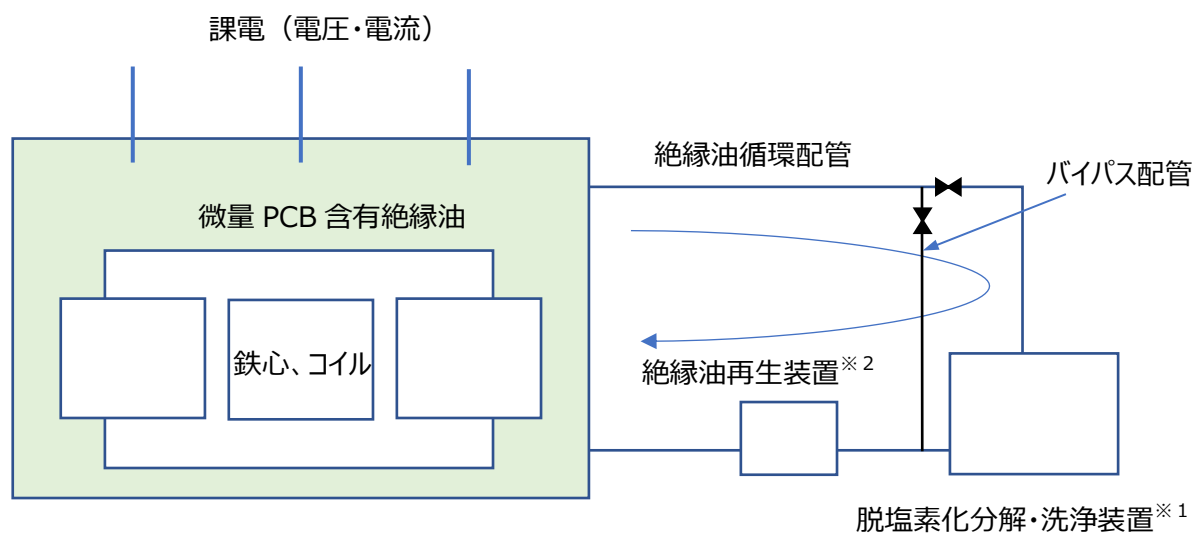 課電（電圧・電流）
絶縁油循環配管
バイパス配管
微量 PCB 含有絶縁油
鉄心、コイル
絶縁油再生装置※2
脱塩素化分解・洗浄装置※1